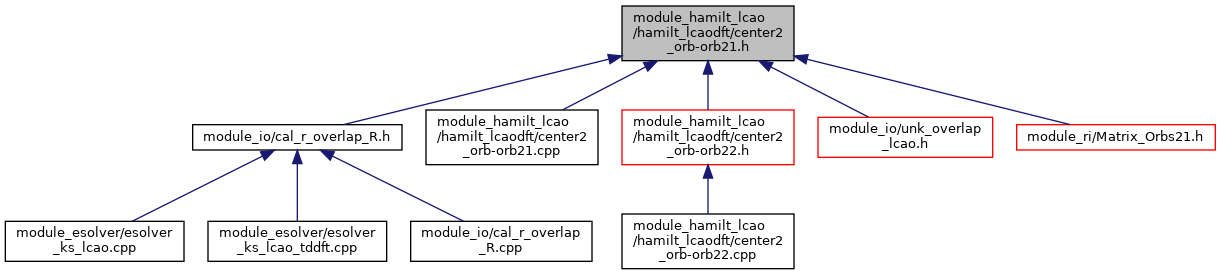 module_hamilt_lcao
/hamilt_lcaodft/center2
_orb-orb21.h
module_io/cal_r_overlap_R.h
module_hamilt_lcao
/hamilt_lcaodft/center2
_orb-orb21.cpp
module_hamilt_lcao
/hamilt_lcaodft/center2
_orb-orb22.h
module_io/unk_overlap
_lcao.h
module_ri/Matrix_Orbs21.h
module_esolver/esolver
_ks_lcao.cpp
module_esolver/esolver
_ks_lcao_tddft.cpp
module_io/cal_r_overlap
_R.cpp
module_hamilt_lcao
/hamilt_lcaodft/center2
_orb-orb22.cpp